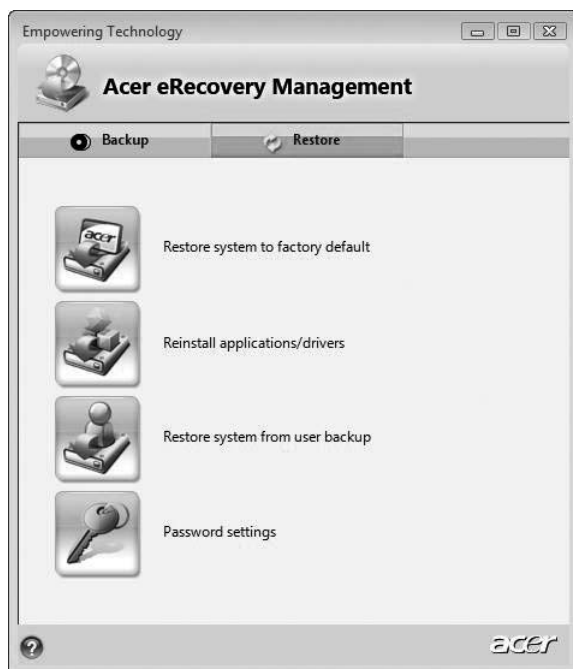 Empowering Technology
Acer eRecovery Management
Backup
Restore
acer
Restore system to factory default
Reinstall applications/drivers
Restore system from user backup
Password settings
?
acer